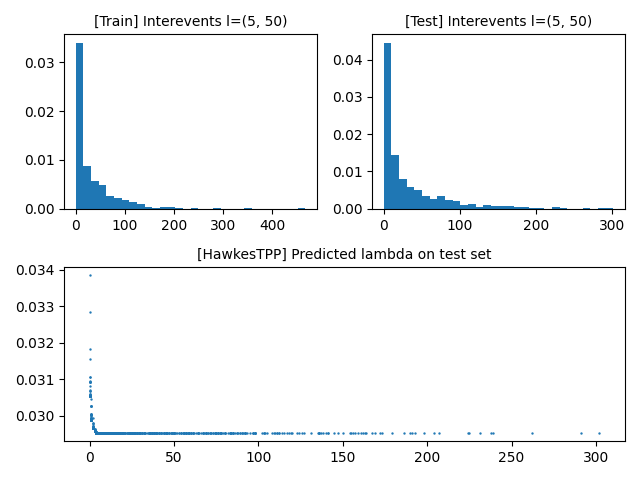 [Train] Interevents l=(5, 50)
[Test] Interevents l=(5, 50)
0.03
0.02
0.01
0.00
0 100 200 300 400
0.04
0.03
0.02
0.01
0.00
0 100 200 300
[HawkesTPP] Predicted lambda on test set
0.034
0.033
0.032
0.031
0.030
0 50 100 150 200 250 300